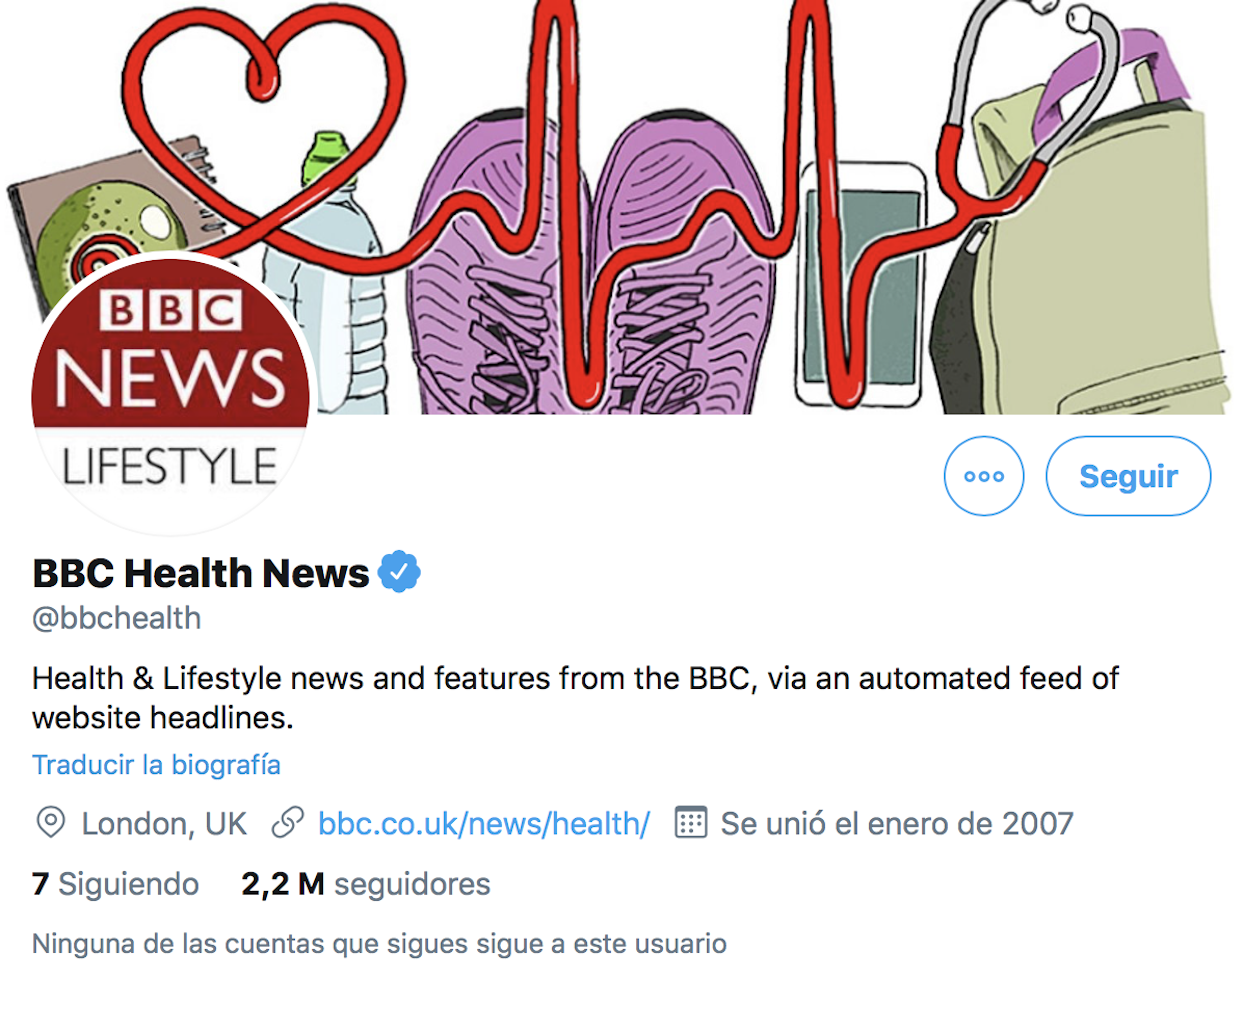 BBC
NEWS
LIFESTYLE
Seguir
BBC Health News
@bbchealth
Health & Lifestyle news and features from the BBC, via an automated feed of
website headlines.
Traducir la biografía
London, UK bbc.co.uk/news/health/ Se unió el enero de 2007
7 Siguiendo 2,2 M seguidores
Ninguna de las cuentas que sigues sigue a este usuario